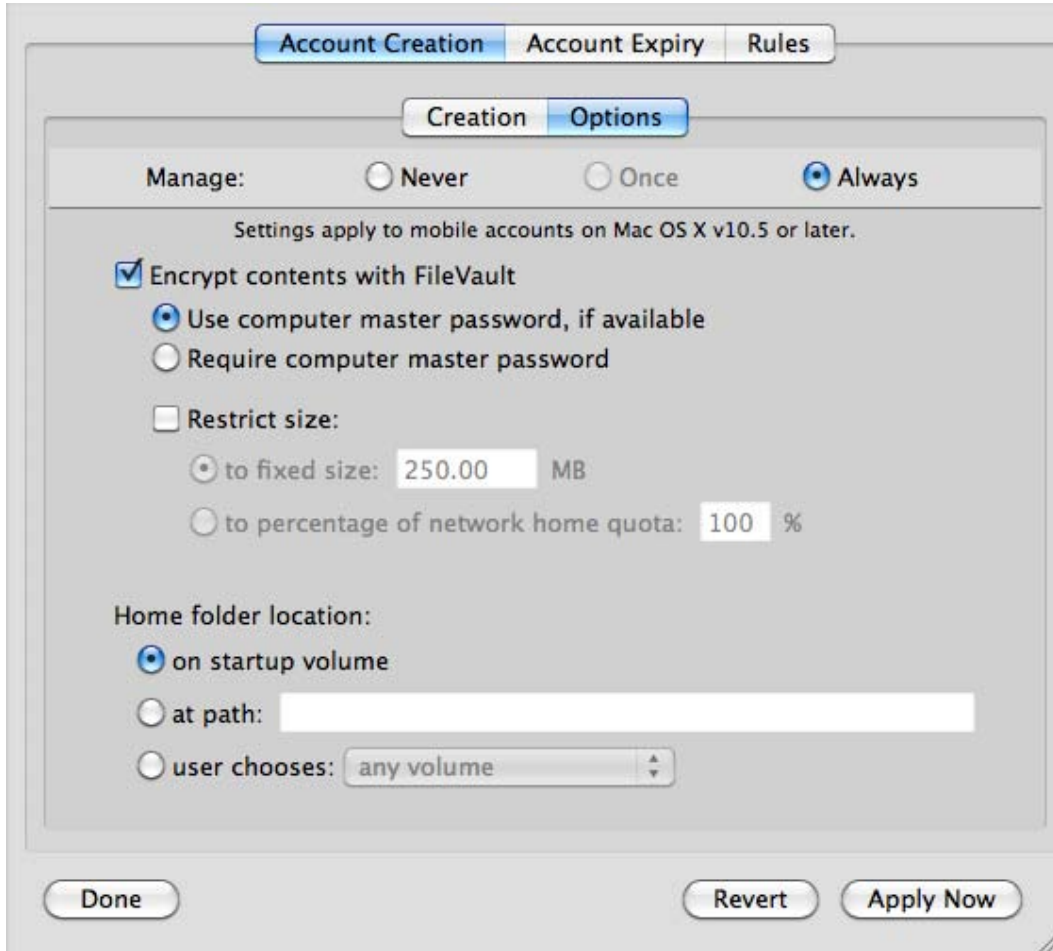 Account Creation Account Expiry Rules
Creation Options
Manage: Never Once Always
Settings apply to mobile accounts on Mac OS X v10.5 or later.
Encrypt contents with FileVault
Use computer master password, if available
Require computer master password
Restrict size:
to fixed size: 250.00 MB
to percentage of network home quota: 100 %
Home folder location:
on startup volume
at path:
user chooses: any volume
Done Revert Apply Now